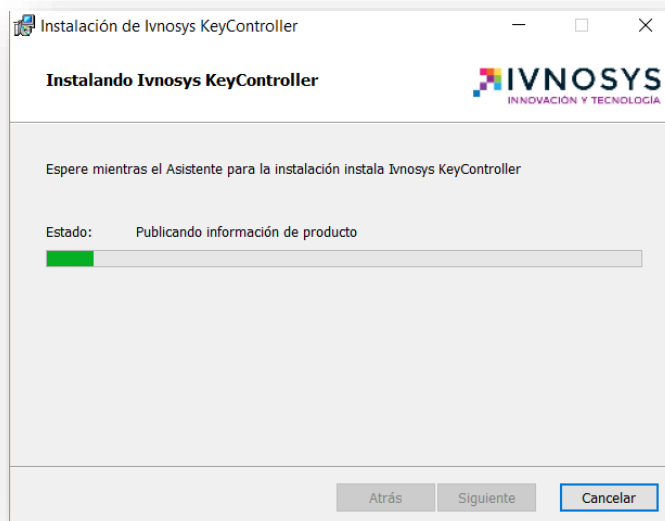 Instalación de Ivnosys KeyController
Instalando Ivnosys KeyController
IVNOSYS
INNOVACIÓN Y TECNOLOGÍA
Espere mientras el Asistente para la instalación instala Ivnosys KeyController
Estado: Publicando información de producto
Atrás Siguiente Cancelar